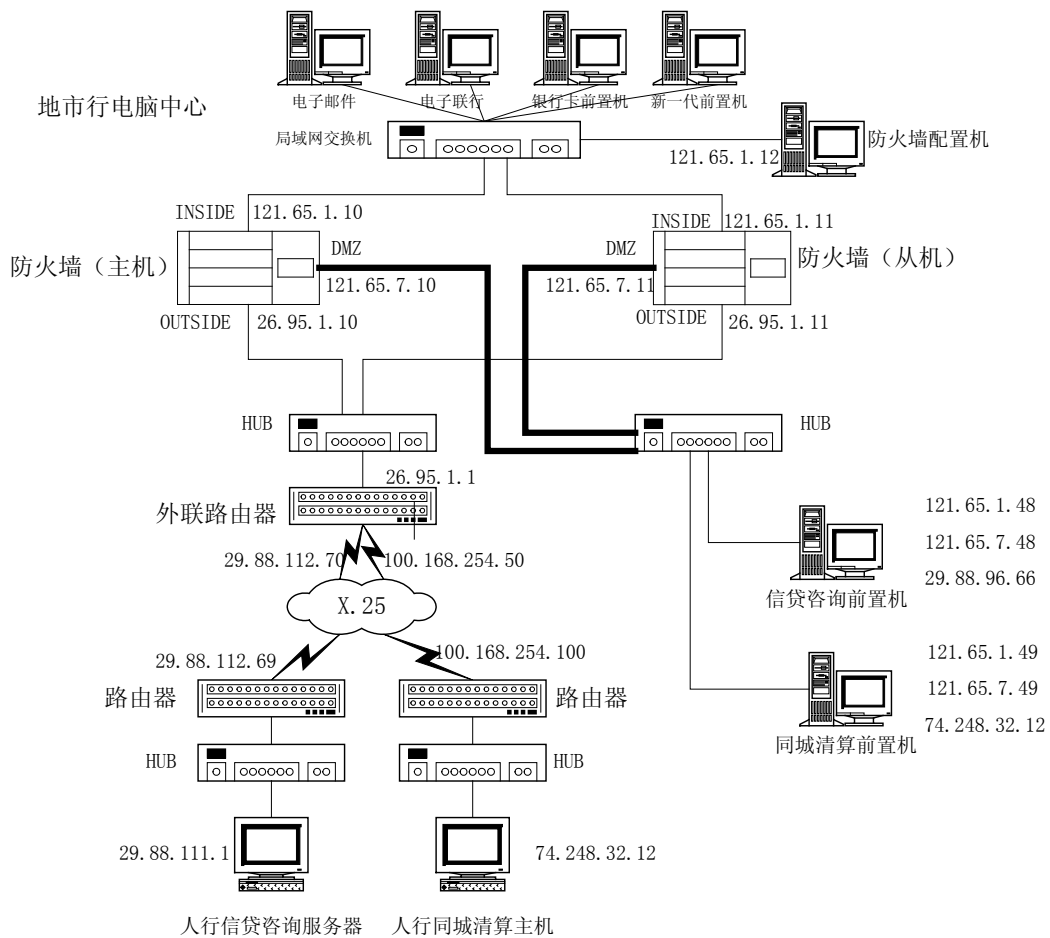 电子邮件
电子联行
银行卡前置机
新一代前置机
地市行电脑中心
局域网交换机
防火墙配置机
121.65.1.12
INSIDE
121.65.1.10
INSIDE
121.65.1.11
防火墙（主机）
DMZ
121.65.7.10
DMZ
121.65.7.11
防火墙（从机）
OUTSIDE
26.95.1.10
OUTSIDE
26.95.1.11
HUB
HUB
26.95.1.1
外联路由器
29.88.112.70
100.168.254.50
121.65.1.48
121.65.7.48
29.88.96.66
信贷咨询前置机
X.25
29.88.112.69
100.168.254.100
路由器
路由器
121.65.1.49
121.65.7.49
74.248.32.12
同城清算前置机
HUB
HUB
29.88.111.1
74.248.32.12
人行信贷咨询服务器
人行同城清算主机